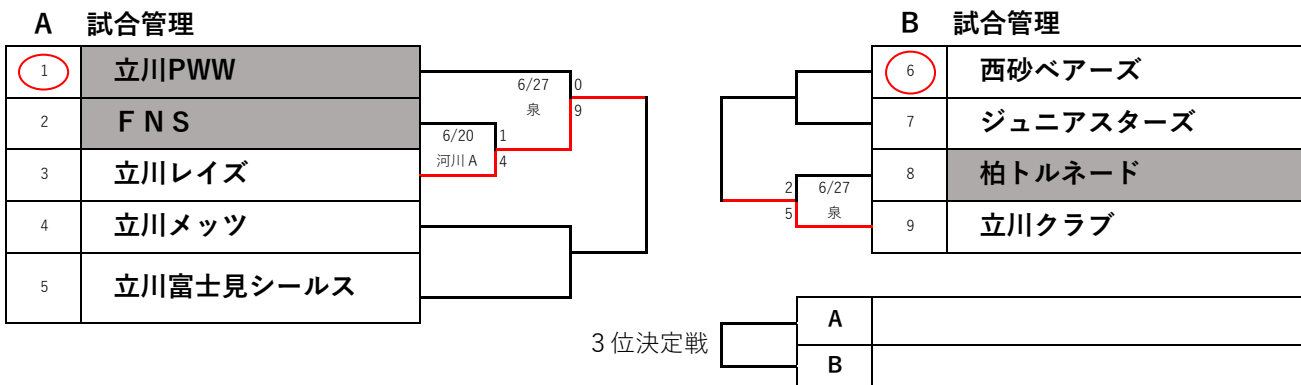 A 試合管理
1 立川PWW
6/27 0
泉 9
2 ＦＮＳ
6/20 1
河川Ａ 4
3 立川レイズ
4 立川メッツ
5 立川富士見シールス
B 試合管理
6 西砂ベアーズ
7 ジュニアスターズ
8 柏トルネード
2 6/27
5 泉
9 立川クラブ
３位決定戦
A
B